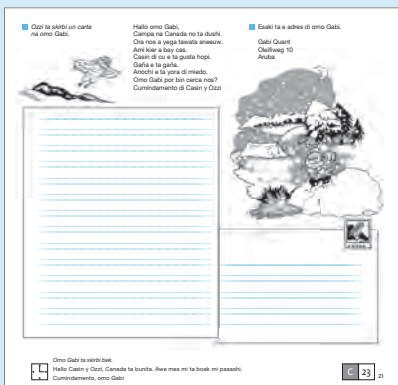 Ozzi ta skirbi un carta
na omo Gabi.
Hallo omo Gabi,
Campa na Canada no ta dushi.
Ora nos a yega tawata sneeuw.
Ami kier a bay cas.
Casin di cu e ta gusta hopi.
Gaña e ta gaña.
Anochi e ta yora di miedo.
Omo Gabi por bin cerca nos?
Cumindamento di Casin y Ozzi
Esaki ta e adres di omo Gabi.
Gabi Quant
Oleifiweg 10
Aruba
Omo Gabi ta skirbi bek.
Hallo Casin y Ozzi, Canada ta bunita. Awe mes mi ta boek mi pasashi.
Cumindamento, omo Gabi
C 23
21